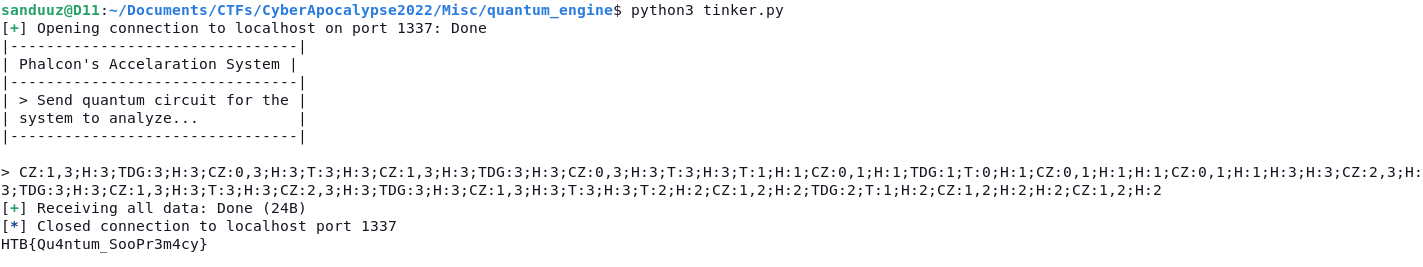 sanduuz@D11:~/Documents/CTFs/CyberApocalypse2022/Misc/quantum_engine$ python3 tinker.py
[+] Opening connection to localhost on port 1337: Done
|--------------------------------|
| Phalcon's Accelaration System |
|--------------------------------|
| > Send quantum circuit for the |
| system to analyze...           |
|--------------------------------|
> CZ:1,3;H:3;TDG:3;H:3;CZ:0,3;H:3;T:3;H:3;CZ:1,3;H:3;TDG:3;H:3;CZ:0,3;H:3;T:3;H:3;T:1;H:1;CZ:0,1;H:1;TDG:1;T:0;H:1;CZ:0,1;H:1;H:1;CZ:0,1;H:1;H:3;H:3;CZ:2,3;H:
3;TDG:3;H:3;CZ:1,3;H:3;T:3;H:3;CZ:2,3;H:3;TDG:3;H:3;CZ:1,3;H:3;T:3;H:3;T:2;H:2;CZ:1,2;H:2;TDG:2;T:1;H:2;CZ:1,2;H:2;H:2;CZ:1,2;H:2
[+] Receiving all data: Done (24B)
[*] Closed connection to localhost port 1337
HTB{Qu4ntum_SooPr3m4cy}